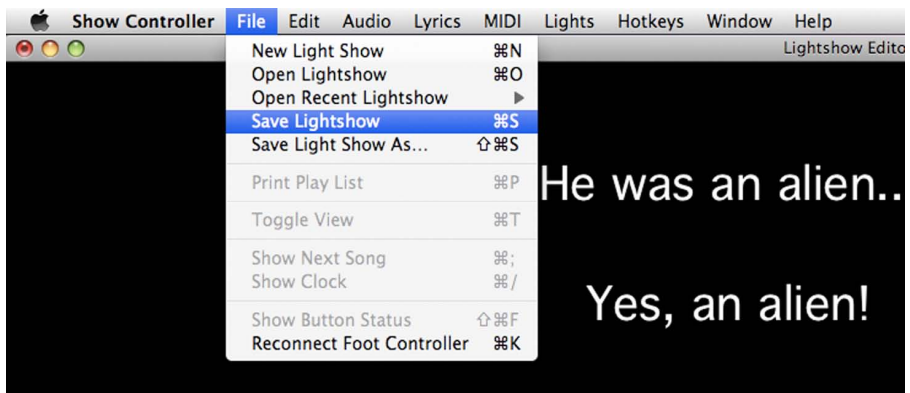 Show Controller File Edit Audio Lyrics MIDI Lights Hotkeys Window Help
Lightshow Edito
New Light Show ⌘N
Open Lightshow ⌘O
Open Recent Lightshow ▶
Save Lightshow ⌘S
Save Light Show As... ⇧⌘S
Print Play List ⌘P
Toggle View ⌘T
Show Next Song ⌘;
Show Clock ⌘/
Show Button Status ⇧⌘F
Reconnect Foot Controller ⌘K
He was an alien..
Yes, an alien!